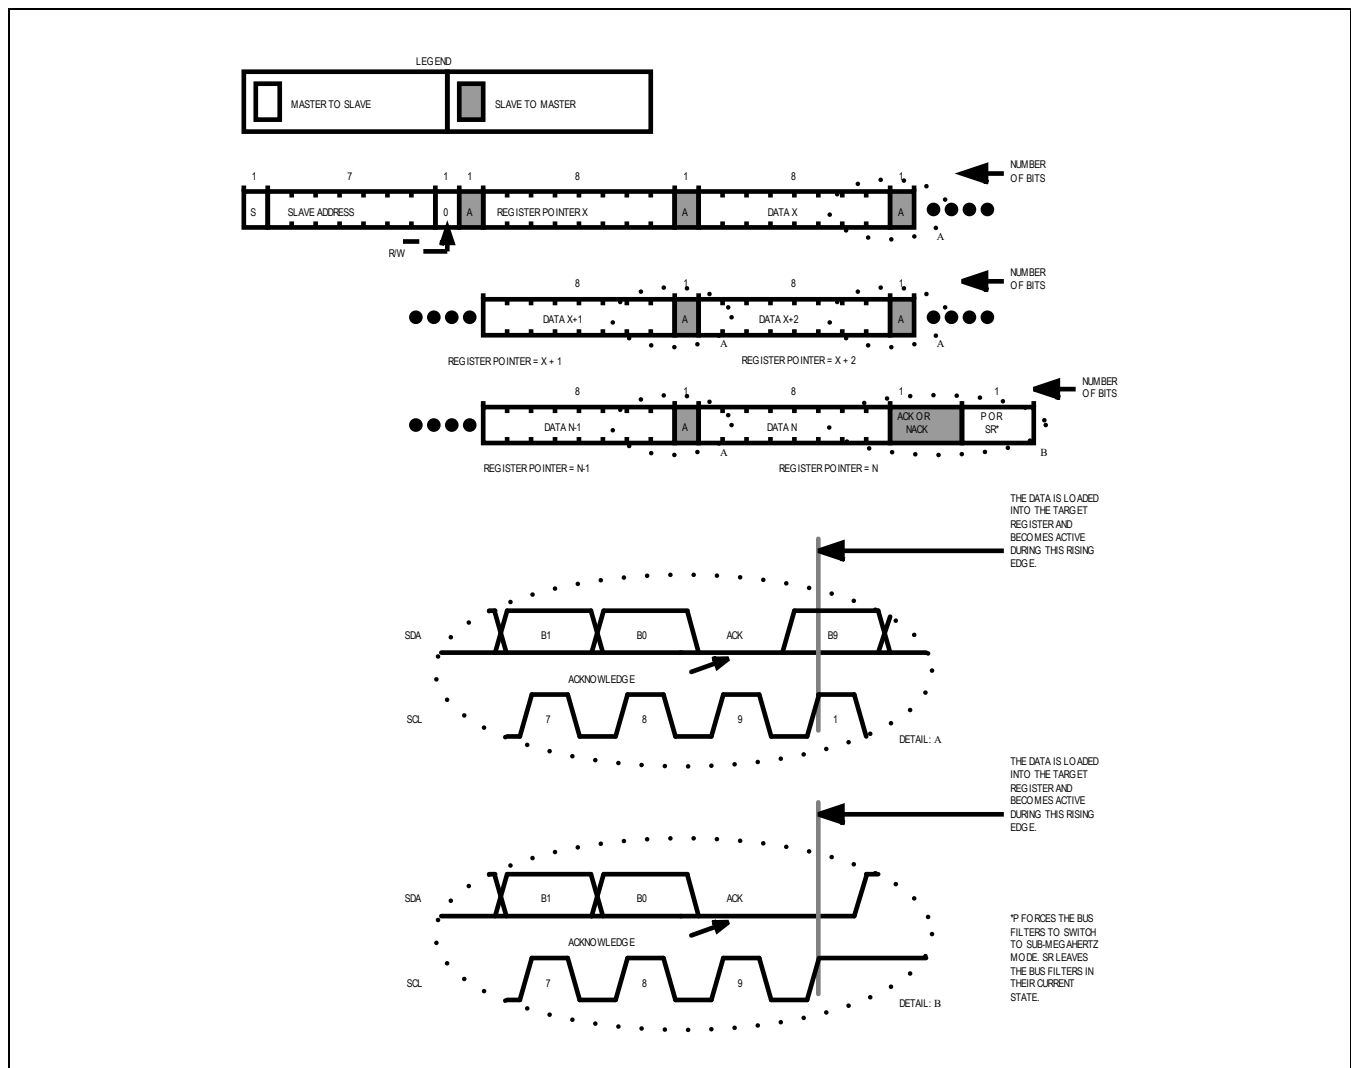 LEGEND
MASTER TO SLAVE
SLAVE TO MASTER
1 7 1 1 8 1 8 1
NUMBER
OF BITS
S SLAVE ADDRESS 0 A REGISTER POINTER X A DATA X A
A
R/W
8 1 8 1
NUMBER
OF BITS
DATA X+1 A DATA X+2 A
A A
REGISTER POINTER = X + 1 REGISTER POINTER = X + 2
8 1 8 1 1
NUMBER
OF BITS
DATA N-1 A DATA N
ACK OR
NACK
P OR
SR*
A B
REGISTER POINTER = N-1 REGISTER POINTER = N
THE DATA IS LOADED
INTO THE TARGET
REGISTER AND
BECOMES ACTIVE
DURING THIS RISING
EDGE.
SDA B1 B0 ACK B9
ACKNOWLEDGE
SCL 7 8 9 1
DETAIL: A
THE DATA IS LOADED
INTO THE TARGET
REGISTER AND
BECOMES ACTIVE
DURING THIS RISING
EDGE.
SDA B1 B0 ACK
ACKNOWLEDGE
SCL 7 8 9
DETAIL: B
*P FORCES THE BUS
FILTERS TO SWITCH
TO SUB-MEGAHERTZ
MODE. SR LEAVES
THE BUS FILTERS IN
THEIR CURRENT
STATE.